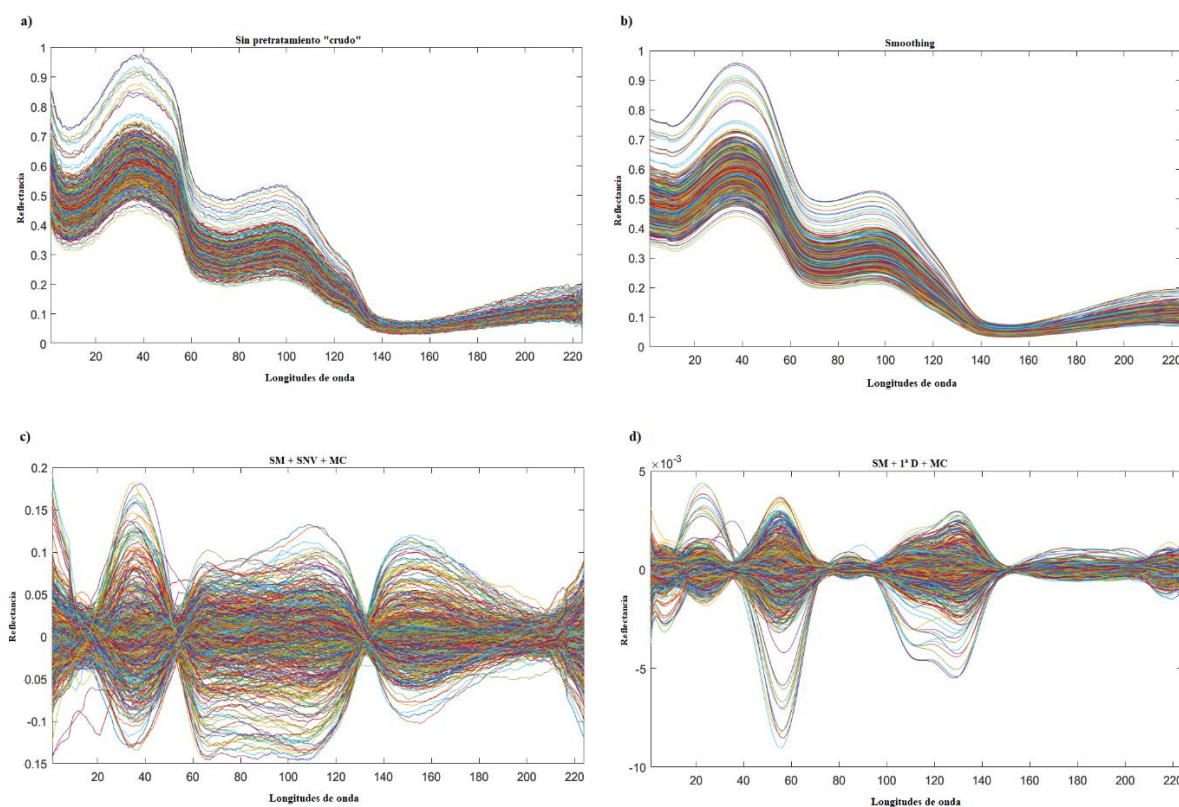 a)
Sin pretratamiento "crudo"
1
0.9
0.8
0.7
0.6
0.5
0.4
0.3
0.2
0.1
0
Reflectancia
20 40 60 80 100 120 140 160 180 200 220
Longitudes de onda
b)
Smoothing
1
0.9
0.8
0.7
0.6
0.5
0.4
0.3
0.2
0.1
0
Reflectancia
20 40 60 80 100 120 140 160 180 200 220
Longitudes de onda
c)
SM + SNV + MC
0.2
0.15
0.1
0.05
0
0.05
-0.1
0.15
Reflectancia
20 40 60 80 100 120 140 160 180 200 220
Longitudes de onda
d)
SM + 1ª D + MC
×10-3
5
0
-5
-10
Reflectancia
20 40 60 80 100 120 140 160 180 200 220
Longitudes de onda